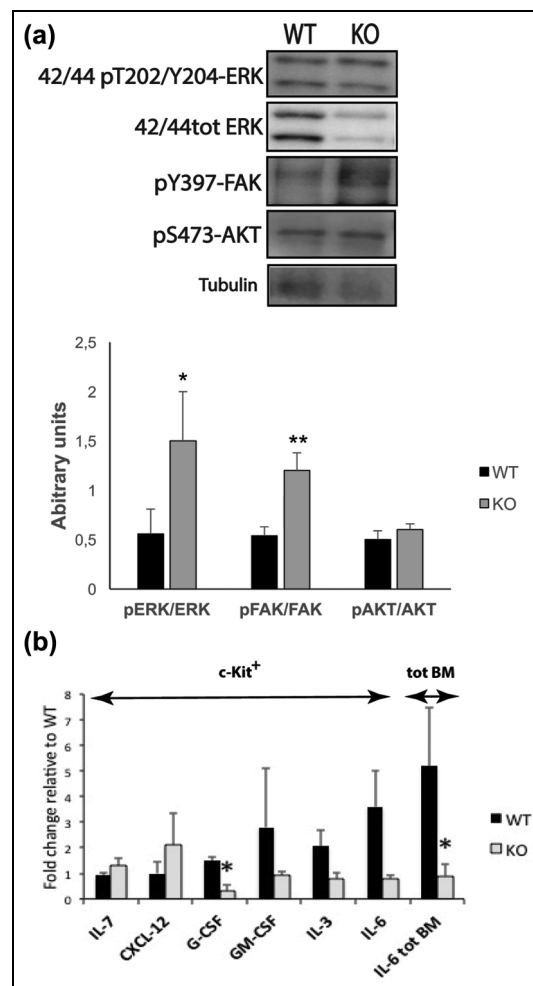 (a)
WT KO
42/44 pT202/Y204-ERK
42/44tot ERK
pY397-FAK
pS473-AKT
Tubulin
2,5
2
1,5
1
0,5
0
Abitrary units
*
**
WT
KO
pERK/ERK pFAK/FAK pAKT/AKT
(b)
c-Kit+ tot BM
8
7
6
5
4
3
2
1
0
Fold change relative to WT
*
*
WT
KO
IL-7 CXCL-12 G-CSF GM-CSF IL-3 IL-6 IL-6 tot BM